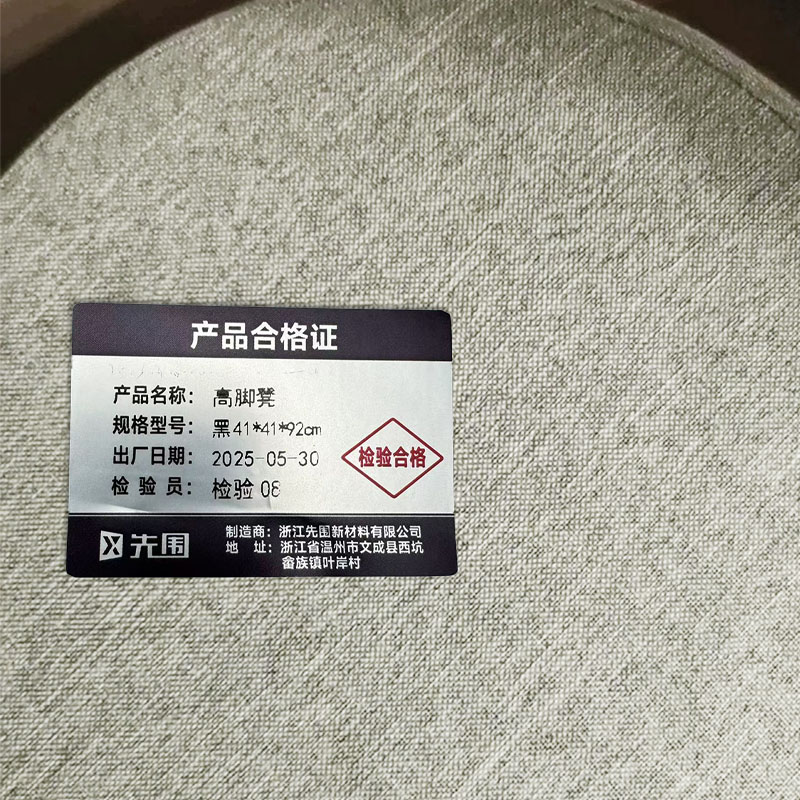 产品合格证
产品名称: 高脚凳
规格型号: 黑41*41*92cm
出厂日期: 2025-05-30
检验员: 检验08
检验合格
先围
制造商: 浙江先围新材料有限公司
地址: 浙江省温州市文成县西坑
畲族镇叶岸村